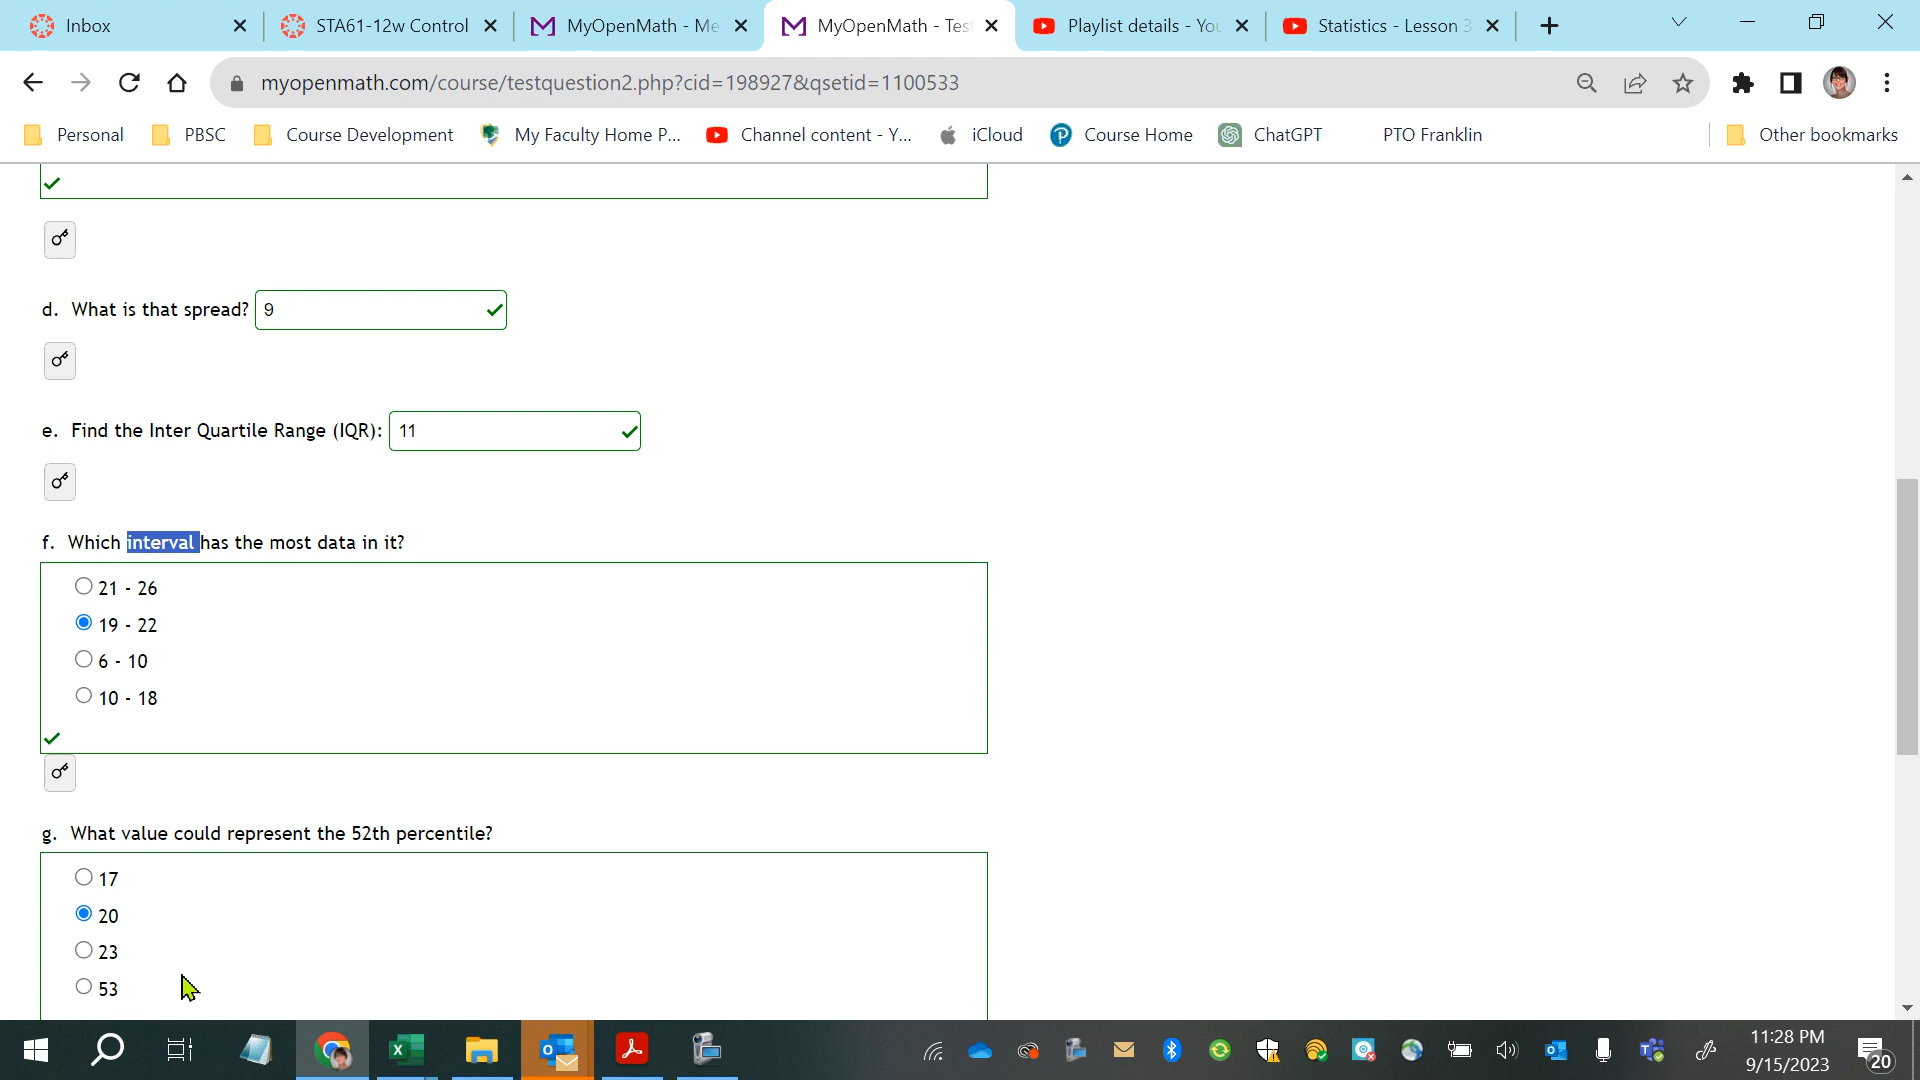 Inbox
STA61-12w Control
MyOpenMath - Me
MyOpenMath - Test
Playlist details - You
Statistics - Lesson 3
myopenmath.com/course/testquestion2.php?cid=198927&qsetid=1100533
Personal
PBSC
Course Development
My Faculty Home P...
Channel content - Y...
iCloud
Course Home
ChatGPT
PTO Franklin
Other bookmarks
d. What is that spread? 9
e. Find the Inter Quartile Range (IQR): 11
f. Which interval has the most data in it?
21 - 26
19 - 22
6 - 10
10 - 18
g. What value could represent the 52th percentile?
17
20
23
53
11:28 PM
9/15/2023
20